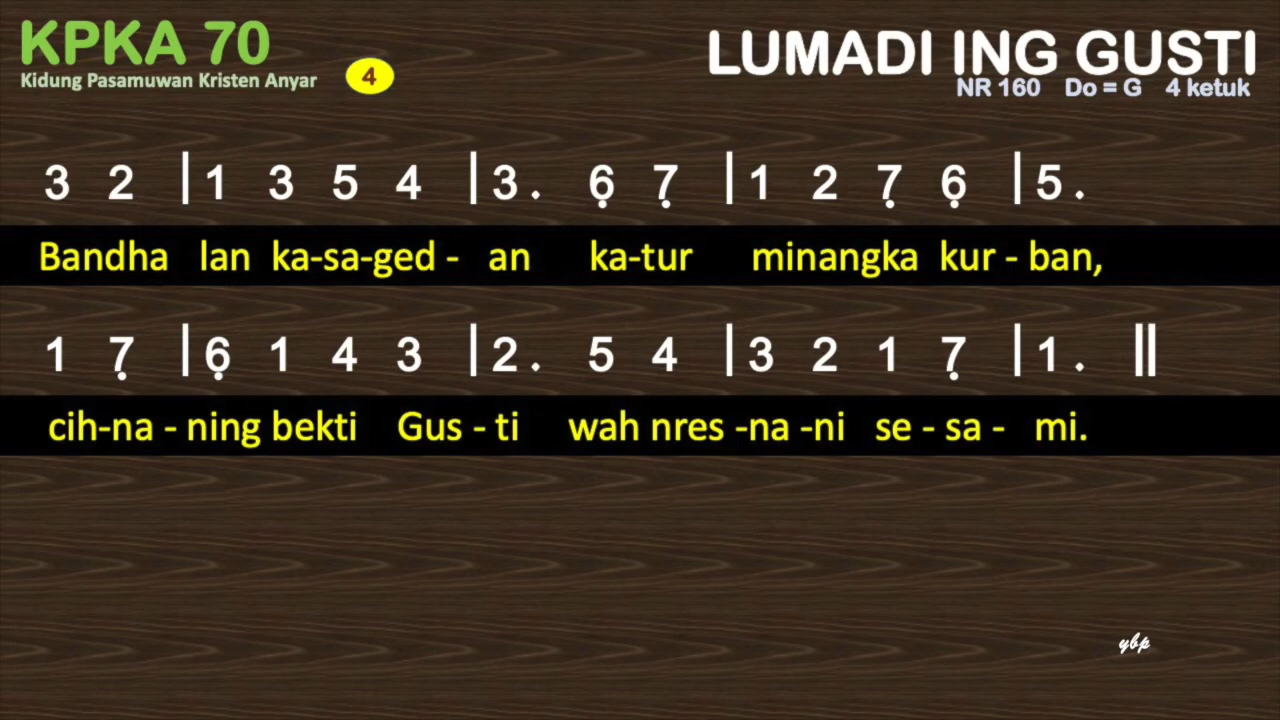 KPKA 70
Kidung Pasamuwan Kristen Anyar
4
LUMADI ING GUSTI
NR 160 Do = G 4 ketuk
3 2 | 1 3 5 4 | 3 . 6̣ 7̣ | 1 2 7̣ 6̣ | 5 .
Bandha lan ka-sa-ged - an ka-tur minangka kur - ban,
1 7̣ | 6̣ 1 4 3 | 2 . 5 4 | 3 2 1 7̣ | 1 . ||
cih-na - ning bekti Gus - ti wah nres -na -ni se - sa - mi.
ybp